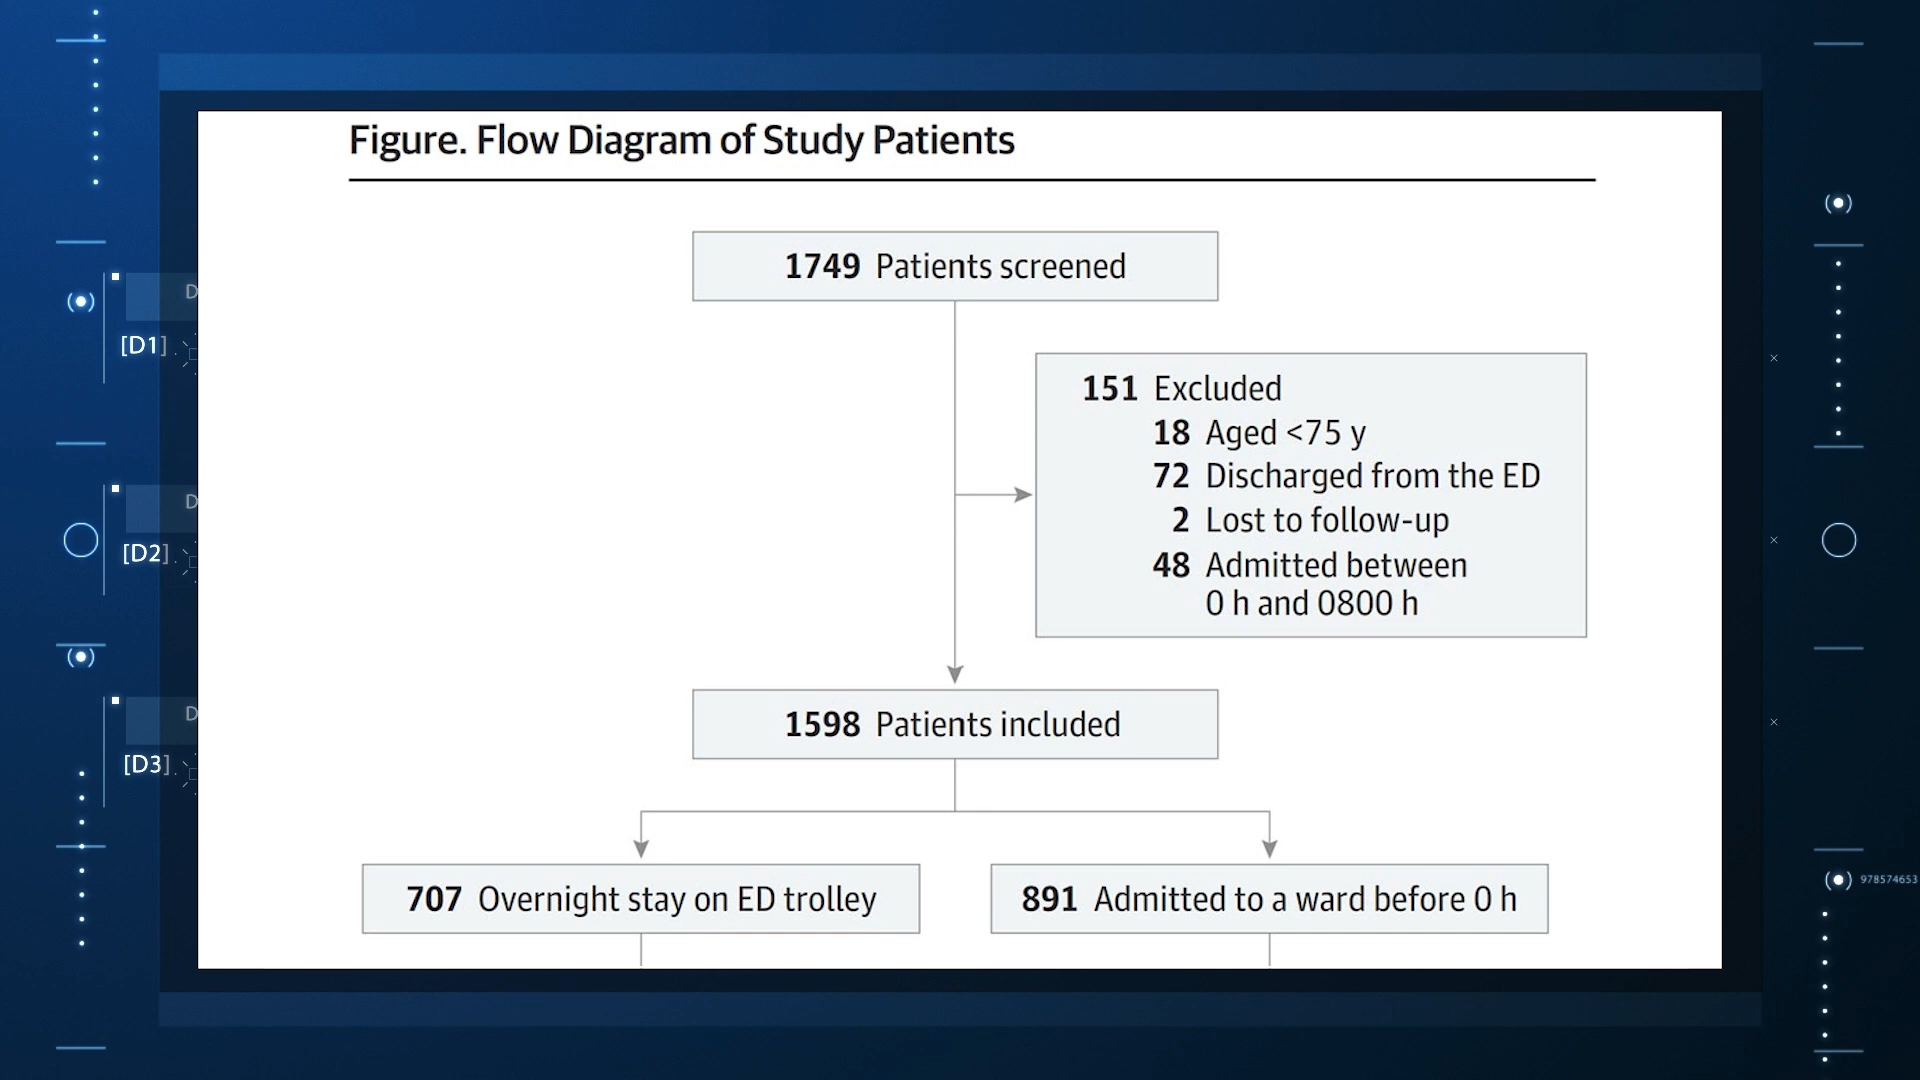 Figure. Flow Diagram of Study Patients
1749 Patients screened
151 Excluded
18 Aged <75 y
72 Discharged from the ED
2 Lost to follow-up
48 Admitted between
0 h and 0800 h
1598 Patients included
707 Overnight stay on ED trolley
891 Admitted to a ward before 0 h
D
[D1]
D
[D2]
D
[D3]
978574653